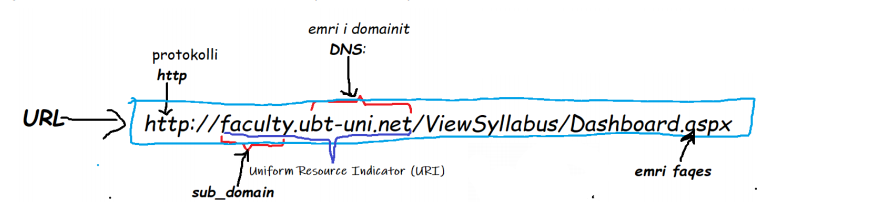 emri i domainit
DNS:
protokolli
http
URL
http://faculty.ubt-uni.net/ViewSyllabus/Dashboard.aspx
Uniform Resource Indicator (URI)
emri faqes
sub_domain